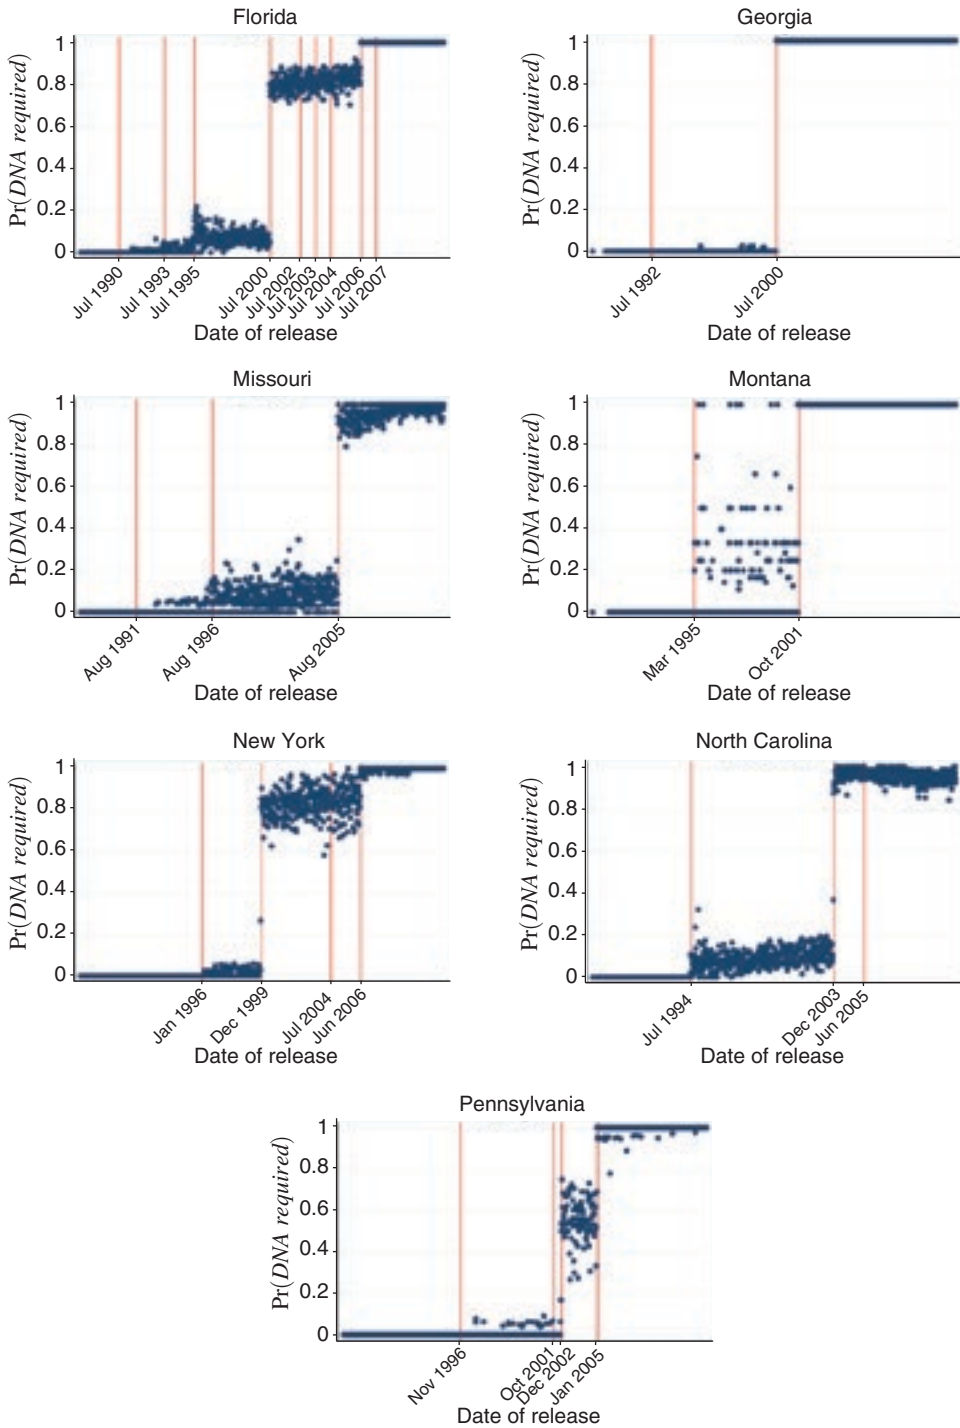 Florida
Pr(DNA required)
1
0.8
0.6
0.4
0.2
0
Jul 1990
Jul 1993
Jul 1995
Jul 2000
Jul 2002
Jul 2003
Jul 2004
Jul 2006
Jul 2007
Date of release
Georgia
Pr(DNA required)
1
0.8
0.6
0.4
0.2
0
Jul 1992
Jul 2000
Date of release
Missouri
Pr(DNA required)
1
0.8
0.6
0.4
0.2
0
Aug 1991
Aug 1996
Aug 2005
Date of release
Montana
Pr(DNA required)
1
0.8
0.6
0.4
0.2
0
Mar 1995
Oct 2001
Date of release
New York
Pr(DNA required)
1
0.8
0.6
0.4
0.2
0
Jan 1996
Dec 1999
Jul 2004
Jun 2006
Date of release
North Carolina
Pr(DNA required)
1
0.8
0.6
0.4
0.2
0
Jul 1994
Dec 2003
Jun 2005
Date of release
Pennsylvania
Pr(DNA required)
1
0.8
0.6
0.4
0.2
0
Nov 1996
Oct 2001
Dec 2002
Jan 2005
Date of release